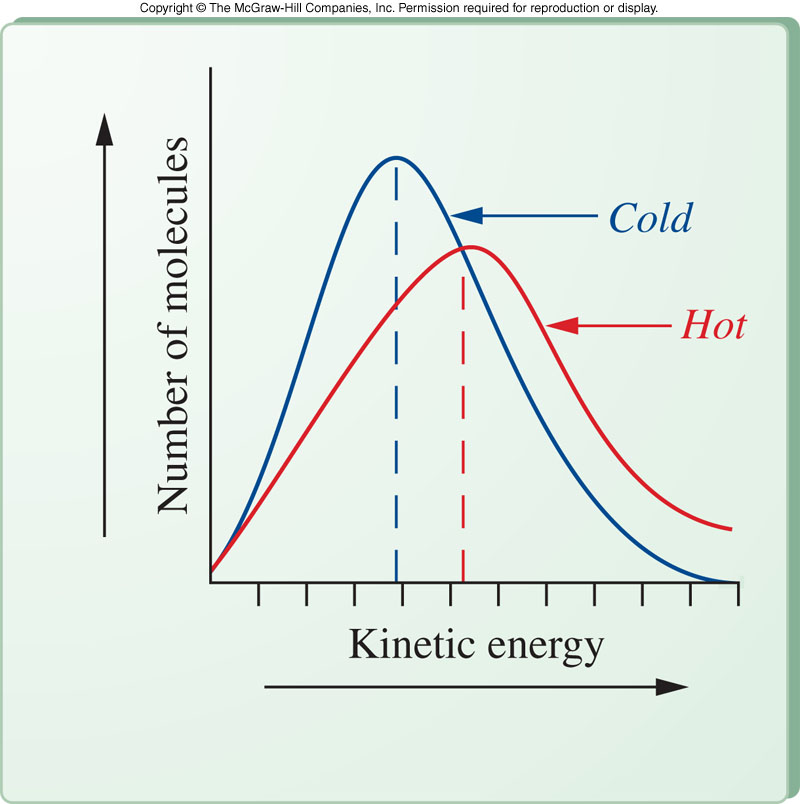 Copyright © The McGraw-Hill Companies, Inc. Permission required for reproduction or display.
Number of molecules
Cold
Hot
Kinetic energy